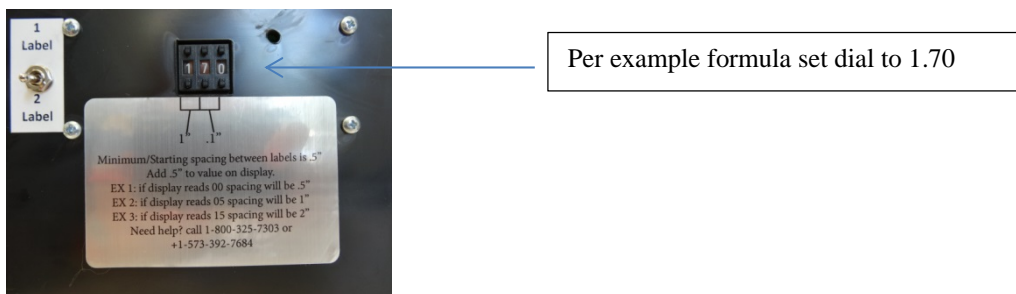 1
Label
2
Label
1 7 0
Per example formula set dial to 1.70
1" .1"
Minimum/Starting spacing between labels is .5"
Add .5" to value on display.
EX 1: if display reads 00 spacing will be .5"
EX 2: if display reads 05 spacing will be 1"
EX 3: if display reads 15 spacing will be 2"
Need help? call 1-800-325-7303 or
+1-573-392-7684